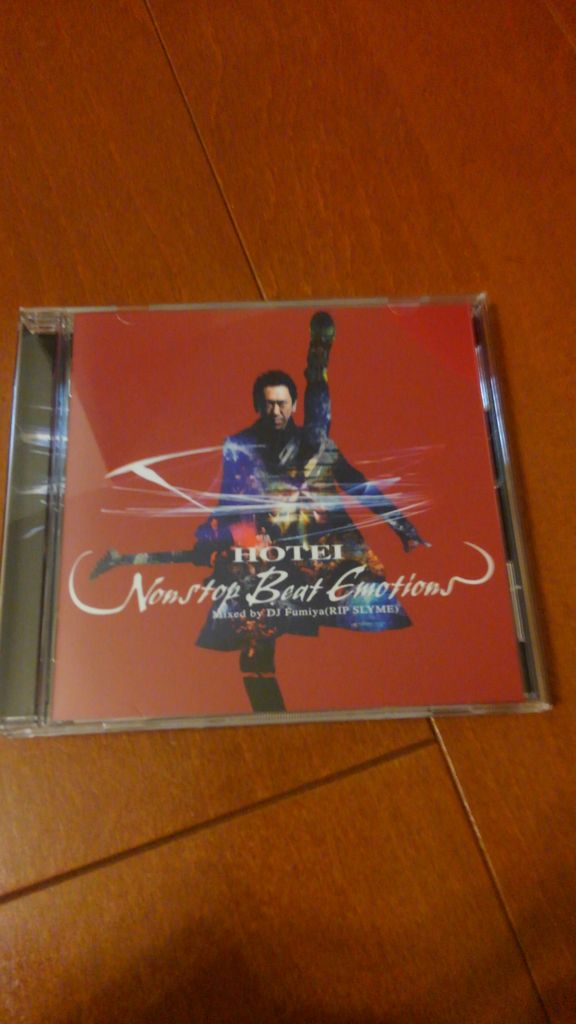 HOTEI
Nonstop Beat Emotions
Mixed by DJ Fumiya(RIP SLYME)